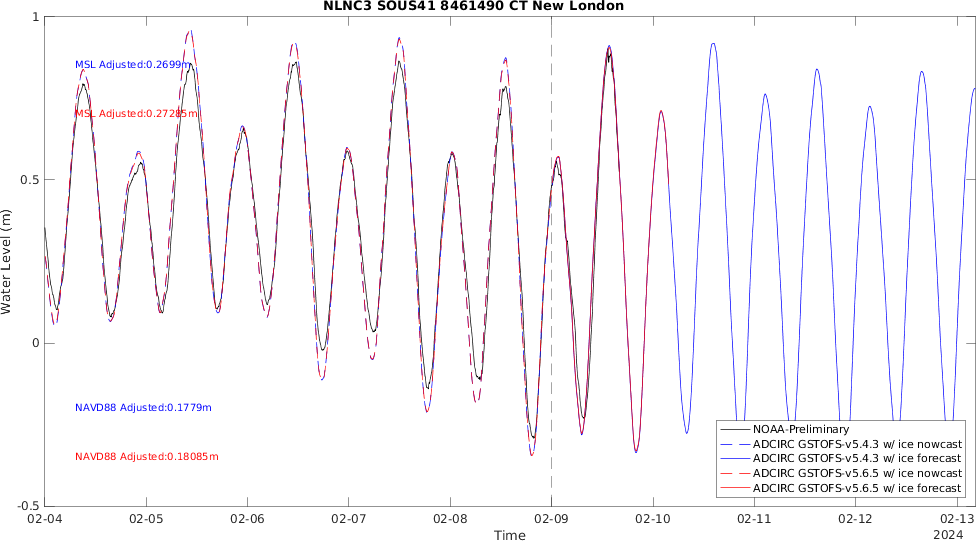 NLNC3 SOUS41 8461490 CT New London
1
MSL Adjusted:0.2699m
MSL Adjusted:0.27285m
0.5
Water Level (m)
0
NAVD88 Adjusted:0.1779m
NAVD88 Adjusted:0.18085m
NOAA-Preliminary
ADCIRC GSTOFS-v5.4.3 w/ ice nowcast
ADCIRC GSTOFS-v5.4.3 w/ ice forecast
ADCIRC GSTOFS-v5.6.5 w/ ice nowcast
ADCIRC GSTOFS-v5.6.5 w/ ice forecast
-0.5
02-04 02-05 02-06 02-07 02-08 02-09 02-10 02-11 02-12 02-13
Time 2024